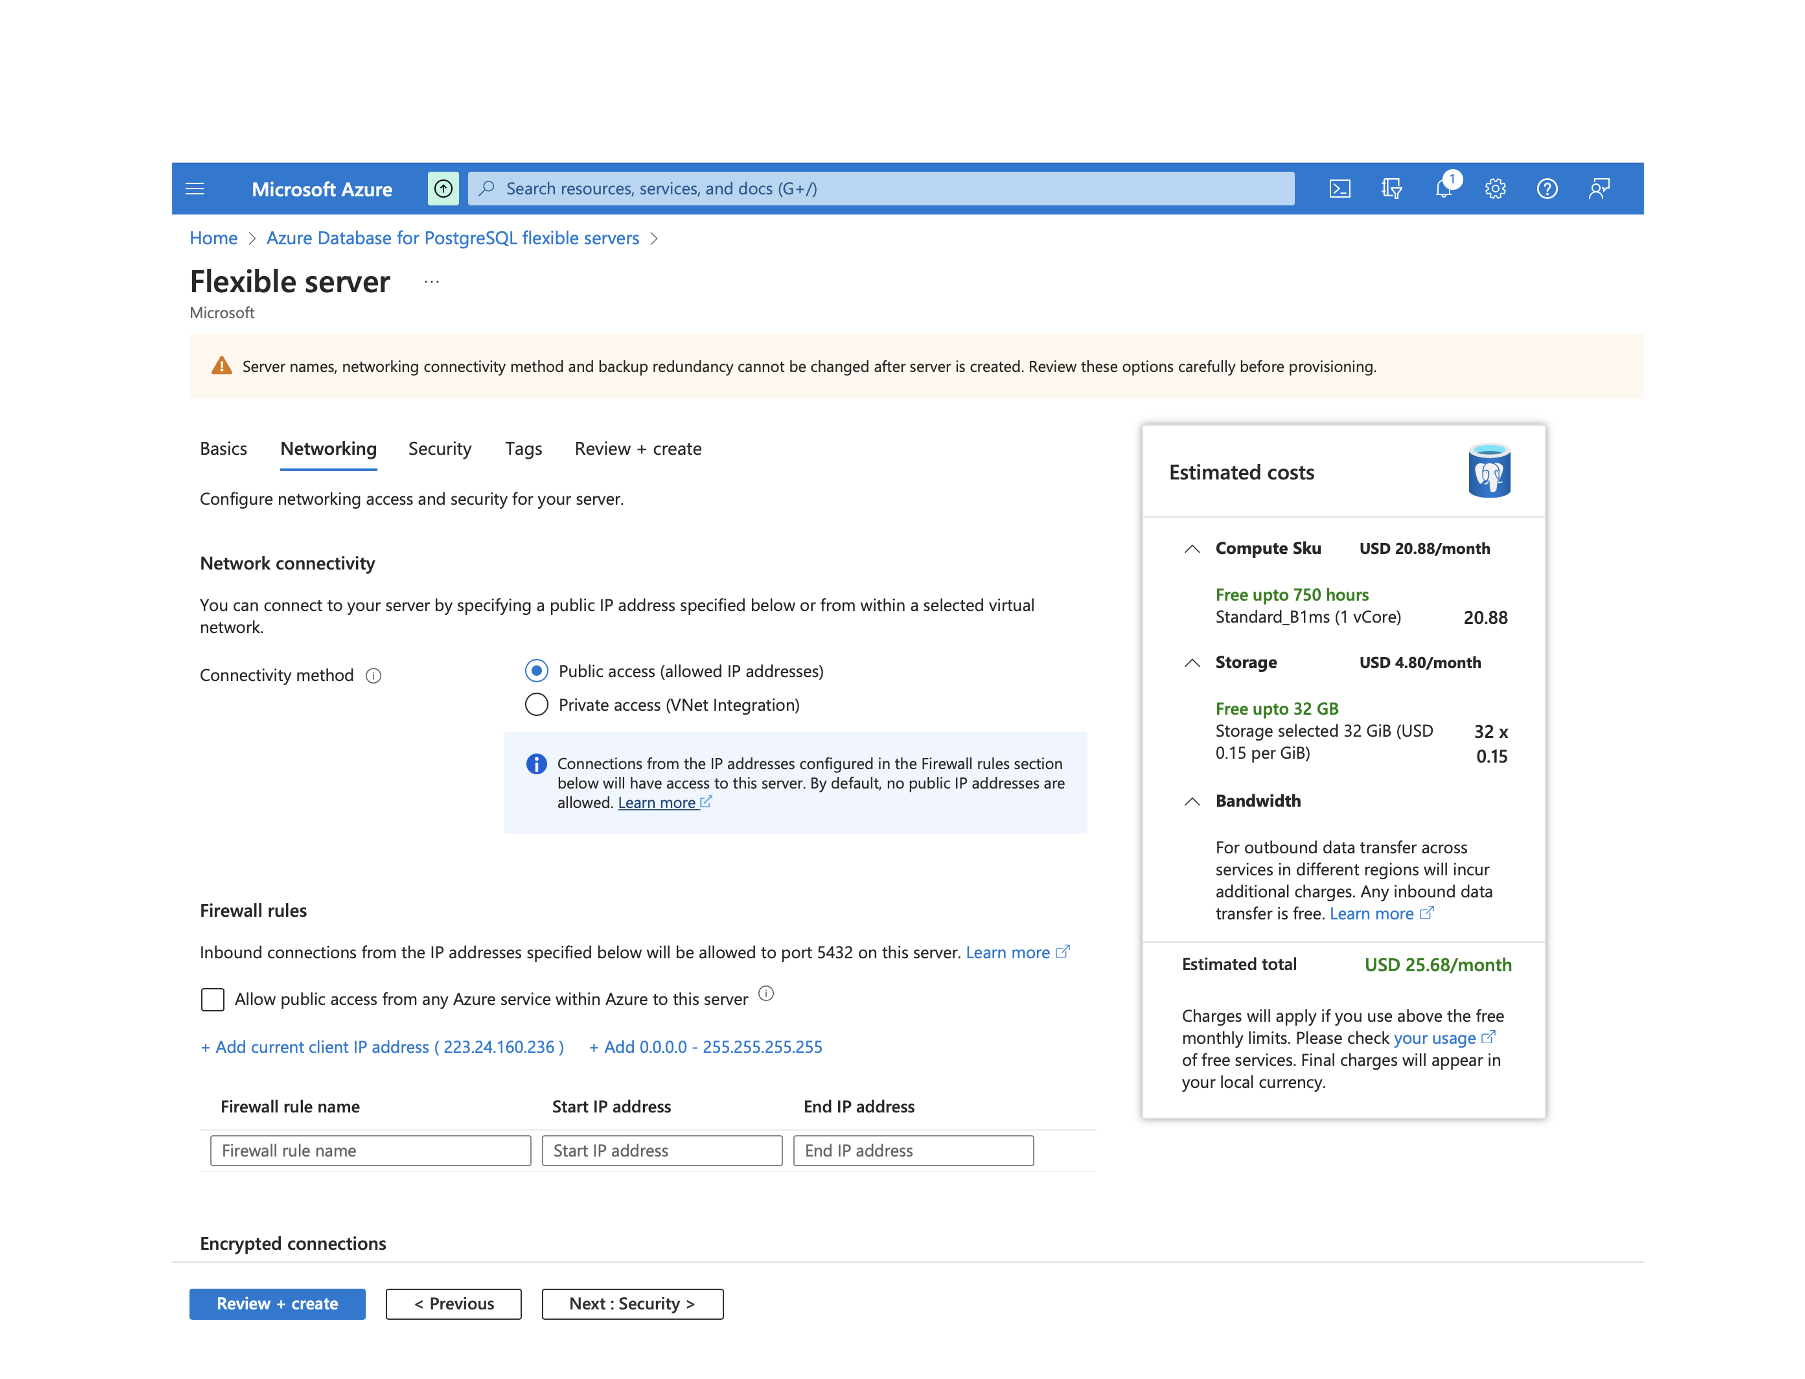 Microsoft Azure
Search resources, services, and docs (G+/)
1
Home > Azure Database for PostgreSQL flexible servers >
Flexible server ...
Microsoft
Server names, networking connectivity method and backup redundancy cannot be changed after server is created. Review these options carefully before provisioning.
Basics Networking Security Tags Review + create
Configure networking access and security for your server.
Network connectivity
You can connect to your server by specifying a public IP address specified below or from within a selected virtual
network.
Connectivity method
Public access (allowed IP addresses)
Private access (VNet Integration)
Connections from the IP addresses configured in the Firewall rules section
below will have access to this server. By default, no public IP addresses are
allowed. Learn more
Firewall rules
Inbound connections from the IP addresses specified below will be allowed to port 5432 on this server. Learn more
Allow public access from any Azure service within Azure to this server
+ Add current client IP address ( 223.24.160.236 ) + Add 0.0.0.0 - 255.255.255.255
Firewall rule name Start IP address End IP address
Firewall rule name Start IP address End IP address
Encrypted connections
Review + create < Previous Next : Security >
Estimated costs
Compute Sku USD 20.88/month
Free upto 750 hours
Standard_B1ms (1 vCore) 20.88
Storage USD 4.80/month
Free upto 32 GB
Storage selected 32 GiB (USD 32 x
0.15 per GiB) 0.15
Bandwidth
For outbound data transfer across
services in different regions will incur
additional charges. Any inbound data
transfer is free. Learn more
Estimated total USD 25.68/month
Charges will apply if you use above the free
monthly limits. Please check your usage
of free services. Final charges will appear in
your local currency.